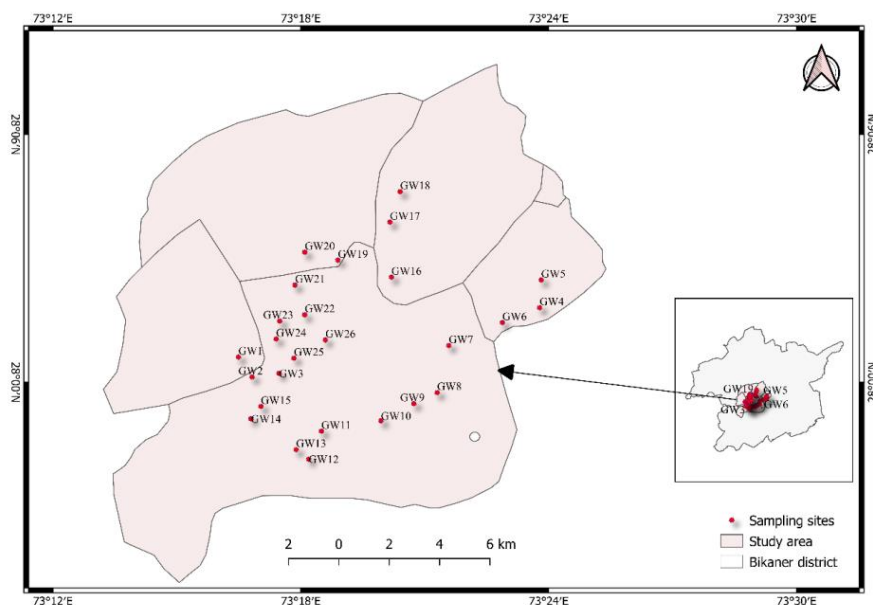 73°12'E 73°18'E 73°24'E 73°30'E
28°06'N 28°06'N
GW18
GW17
GW20
GW19
GW16
GW21
GW5
GW4
GW22
GW23
GW6
GW24
GW26
GW7
GW1
GW25
GW2
GW3
28°00'N 28°00'N
GW8
GW15
GW9
GW14
GW10
GW11
GW13
GW12
GW19
GW5
GW3
GW6
Sampling sites
Study area
Bikaner district
2 0 2 4 6 km
73°12'E 73°18'E 73°24'E 73°30'E